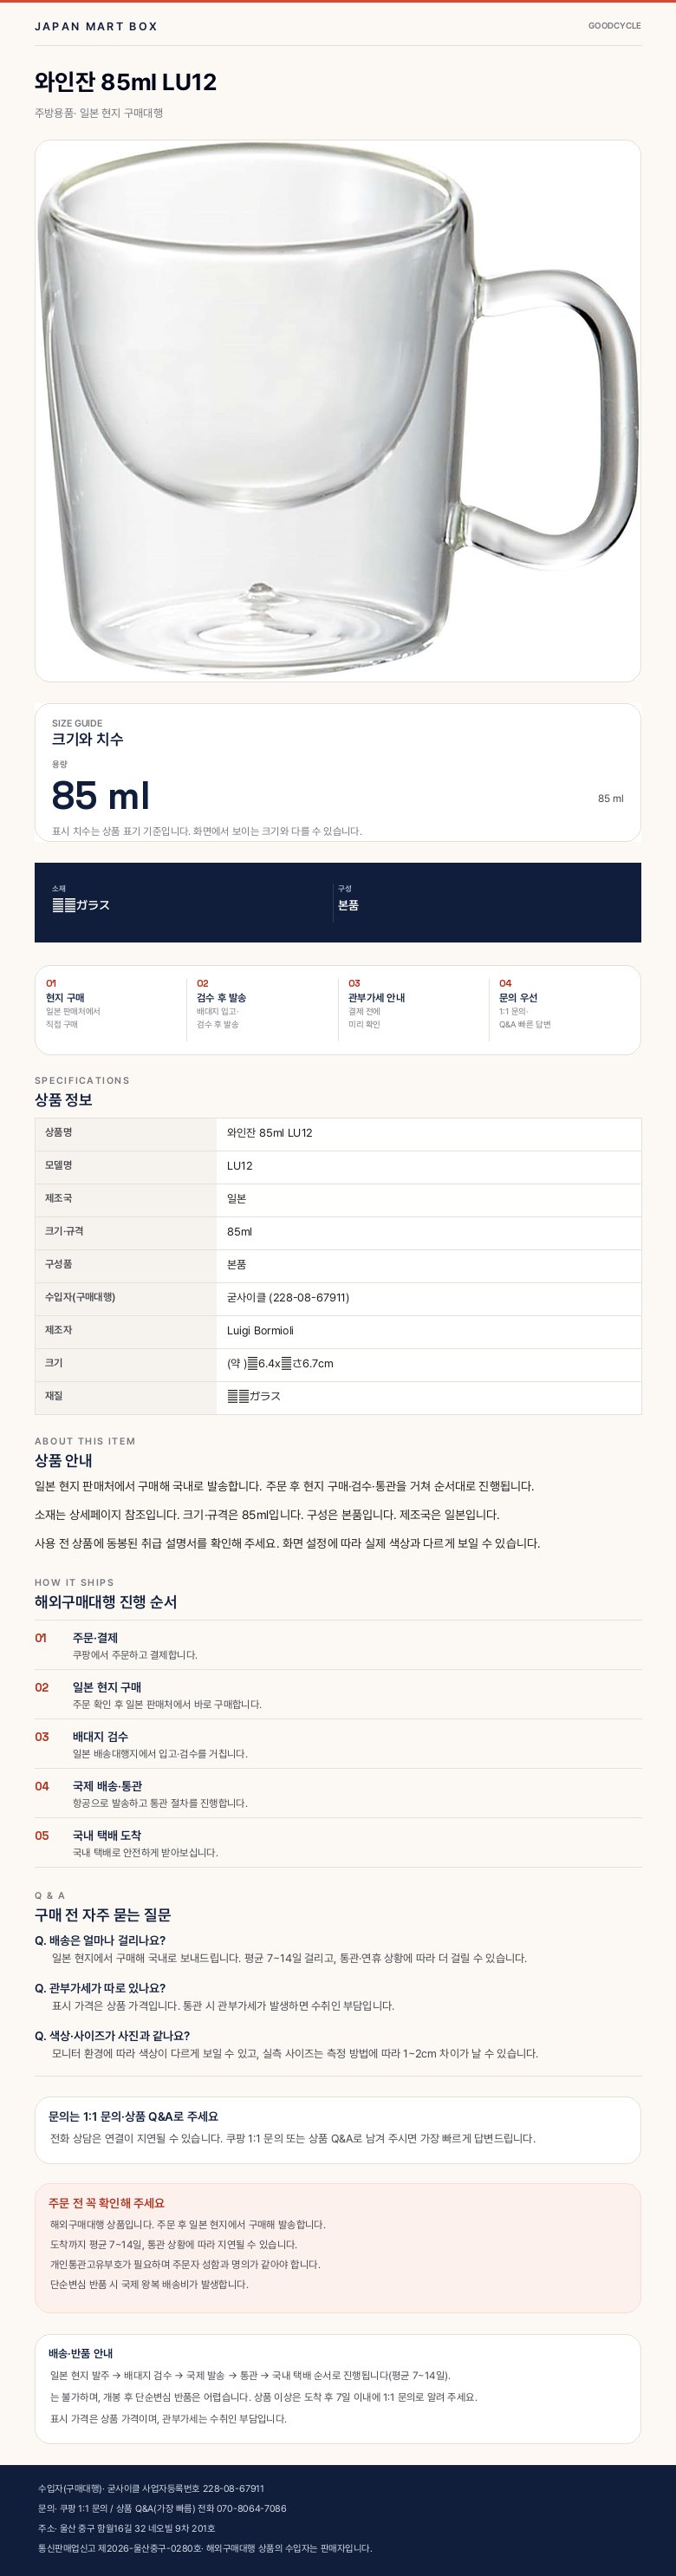 JAPAN MART BOX
GOODCYCLE
와인잔 85ml LU12
주방용품· 일본 현지 구매대행
SIZE GUIDE
크기와 치수
용량
85 ml
85 ml
표시 치수는 상품 표기 기준입니다. 화면에서 보이는 크기와 다를 수 있습니다.
소재
ガラス
구성
본품
01
현지 구매
일본 판매처에서
직접 구매
02
검수 후 발송
배대지 입고·
검수 후 발송
03
관부가세 안내
결제 전에
미리 확인
04
문의 우선
1:1 문의·
Q&A 빠른 답변
SPECIFICATIONS
상품 정보
상품명
와인잔 85ml LU12
모델명
LU12
제조국
일본
크기·규격
85ml
구성품
본품
수입자(구매대행)
굳사이클 (228-08-67911)
제조자
Luigi Bormioli
크기
(약 )6.4xさ6.7cm
재질
ガラス
ABOUT THIS ITEM
상품 안내
일본 현지 판매처에서 구매해 국내로 발송합니다. 주문 후 현지 구매·검수·통관을 거쳐 순서대로 진행됩니다.
소재는 상세페이지 참조입니다. 크기·규격은 85ml입니다. 구성은 본품입니다. 제조국은 일본입니다.
사용 전 상품에 동봉된 취급 설명서를 확인해 주세요. 화면 설정에 따라 실제 색상과 다르게 보일 수 있습니다.
HOW IT SHIPS
해외구매대행 진행 순서
01
주문·결제
쿠팡에서 주문하고 결제합니다.
02
일본 현지 구매
주문 확인 후 일본 판매처에서 바로 구매합니다.
03
배대지 검수
일본 배송대행지에서 입고·검수를 거칩니다.
04
국제 배송·통관
항공으로 발송하고 통관 절차를 진행합니다.
05
국내 택배 도착
국내 택배로 안전하게 받아보십니다.
Q & A
구매 전 자주 묻는 질문
Q. 배송은 얼마나 걸리나요?
일본 현지에서 구매해 국내로 보내드립니다. 평균 7~14일 걸리고, 통관·연휴 상황에 따라 더 걸릴 수 있습니다.
Q. 관부가세가 따로 있나요?
표시 가격은 상품 가격입니다. 통관 시 관부가세가 발생하면 수취인 부담입니다.
Q. 색상·사이즈가 사진과 같나요?
모니터 환경에 따라 색상이 다르게 보일 수 있고, 실측 사이즈는 측정 방법에 따라 1~2cm 차이가 날 수 있습니다.
문의는 1:1 문의·상품 Q&A로 주세요
전화 상담은 연결이 지연될 수 있습니다. 쿠팡 1:1 문의 또는 상품 Q&A로 남겨 주시면 가장 빠르게 답변드립니다.
주문 전 꼭 확인해 주세요
해외구매대행 상품입니다. 주문 후 일본 현지에서 구매해 발송합니다.
도착까지 평균 7~14일, 통관 상황에 따라 지연될 수 있습니다.
개인통관고유부호가 필요하며 주문자 성함과 명의가 같아야 합니다.
단순변심 반품 시 국제 왕복 배송비가 발생합니다.
배송·반품 안내
일본 현지 발주 → 배대지 검수 → 국제 발송 → 통관 → 국내 택배 순서로 진행됩니다(평균 7~14일).
는 불가하며, 개봉 후 단순변심 반품은 어렵습니다. 상품 이상은 도착 후 7일 이내에 1:1 문의로 알려 주세요.
표시 가격은 상품 가격이며, 관부가세는 수취인 부담입니다.
수입자(구매대행)· 굳사이클 사업자등록번호 228-08-67911
문의· 쿠팡 1:1 문의 / 상품 Q&A(가장 빠름) 전화 070-8064-7086
주소· 울산 중구 함월16길 32 네오빌 9차 201호
통신판매업신고 제2026-울산중구-0280호· 해외구매대행 상품의 수입자는 판매자입니다.